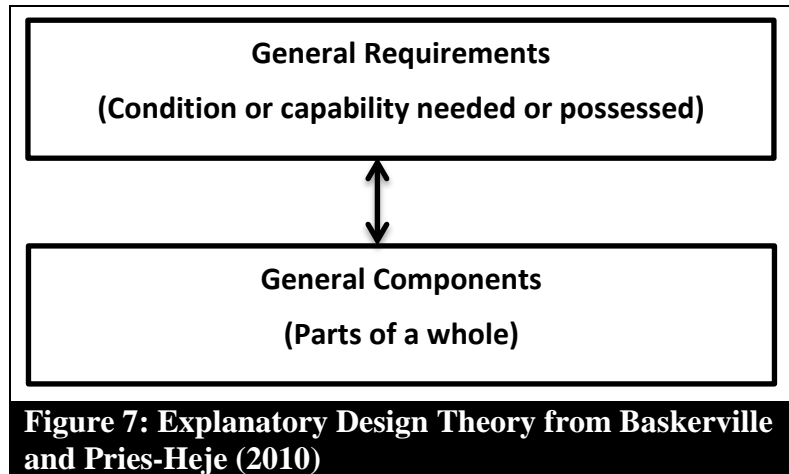 General Requirements
(Condition or capability needed or possessed)
General Components
(Parts of a whole)
Figure 7: Explanatory Design Theory from Baskerville
and Pries-Heje (2010)